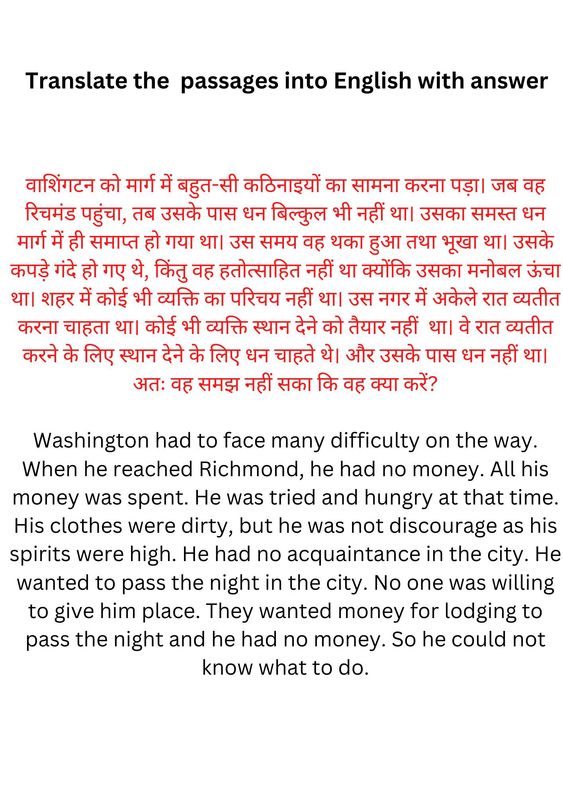 Translate the  passages into English with answer
वाशिंगटन को मार्ग में बहुत-सी कठिनाइयों का सामना करना पड़ा। जब वह
रिचमंड पहुंचा, तब उसके पास धन बिल्कुल भी नहीं था। उसका समस्त धन
मार्ग में ही समाप्त हो गया था। उस समय वह थका हुआ तथा भूखा था। उसके
कपड़े गंदे हो गए थे, किंतु वह हतोत्साहित नहीं था क्योंकि उसका मनोबल ऊंचा
था। शहर में कोई भी व्यक्ति का परिचय नहीं था। उस नगर में अकेले रात व्यतीत
करना चाहता था। कोई भी व्यक्ति स्थान देने को तैयार नहीं  था। वे रात व्यतीत
करने के लिए स्थान देने के लिए धन चाहते थे। और उसके पास धन नहीं था।
अतः वह समझ नहीं सका कि वह क्या करें?
Washington had to face many difficulty on the way.
When he reached Richmond, he had no money. All his
money was spent. He was tried and hungry at that time.
His clothes were dirty, but he was not discourage as his
spirits were high. He had no acquaintance in the city. He
wanted to pass the night in the city. No one was willing
to give him place. They wanted money for lodging to
pass the night and he had no money. So he could not
know what to do.